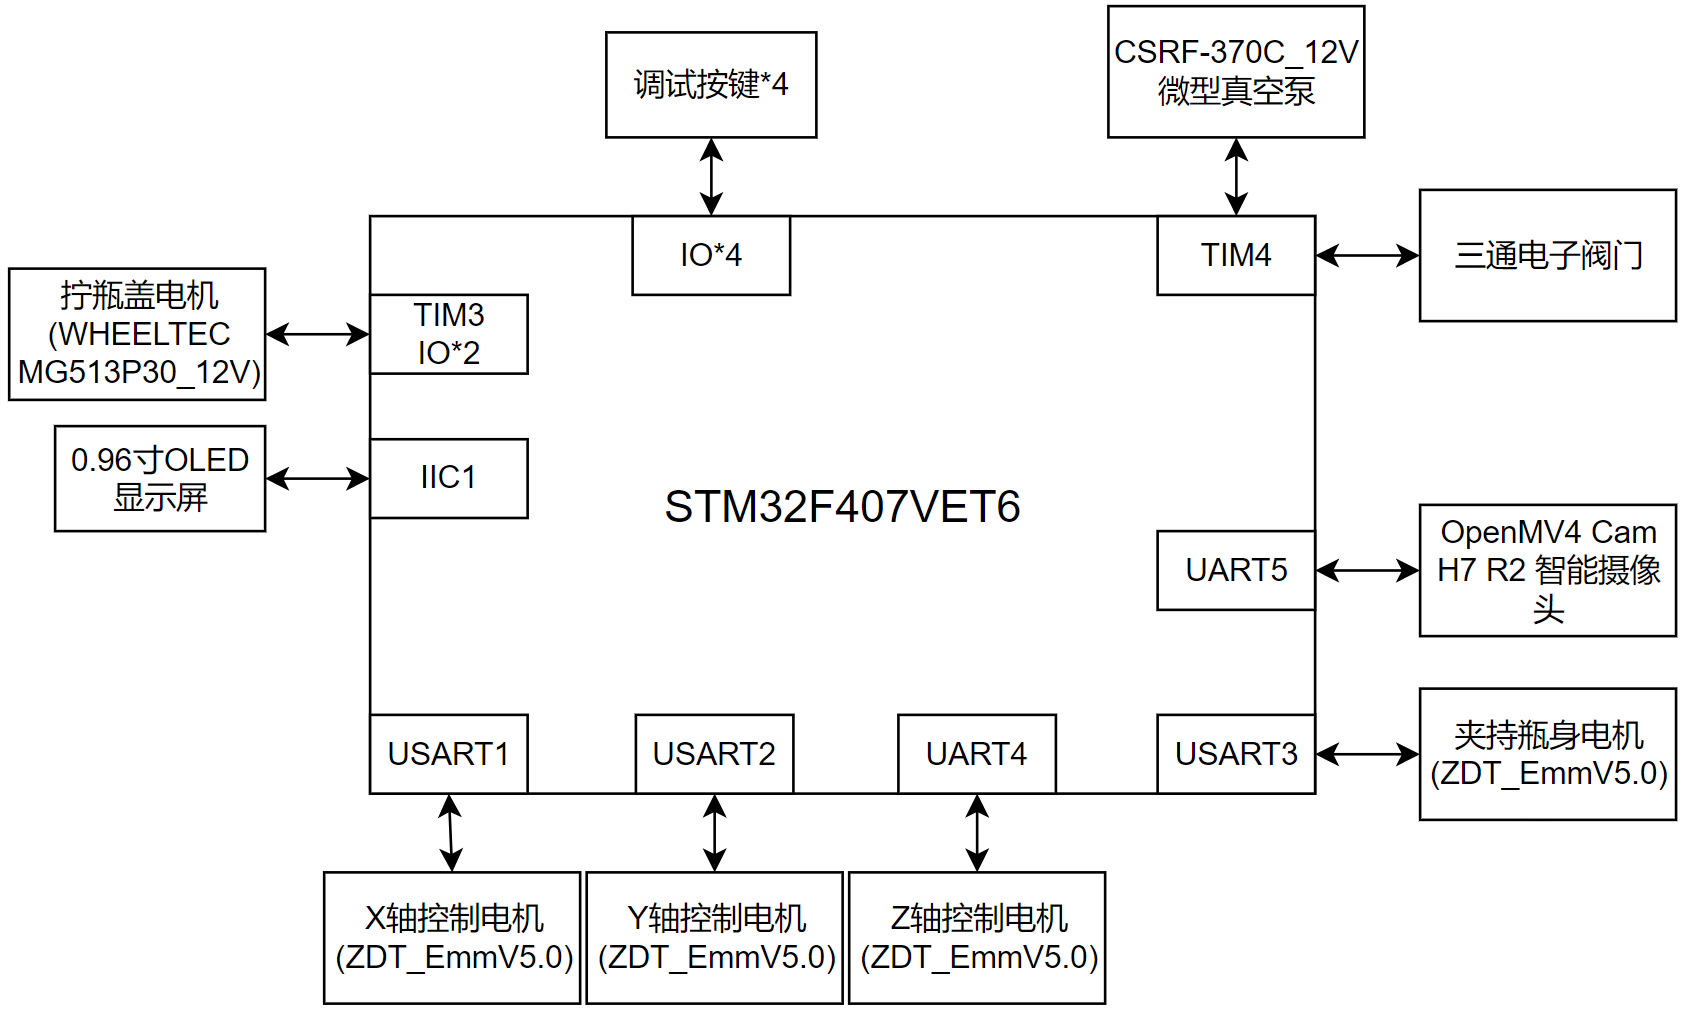 CSRF-370C_12V
微型真空泵
调试按键*4
IO*4
TIM4
三通电子阀门
拧瓶盖电机
(WHEELTEC
MG513P30_12V)
TIM3
IO*2
0.96寸OLED
显示屏
IIC1
STM32F407VET6
UART5
OpenMV4 Cam
H7 R2 智能摄像
头
USART1
USART2
UART4
USART3
夹持瓶身电机
(ZDT_EmmV5.0)
X轴控制电机
(ZDT_EmmV5.0)
Y轴控制电机
(ZDT_EmmV5.0)
Z轴控制电机
(ZDT_EmmV5.0)